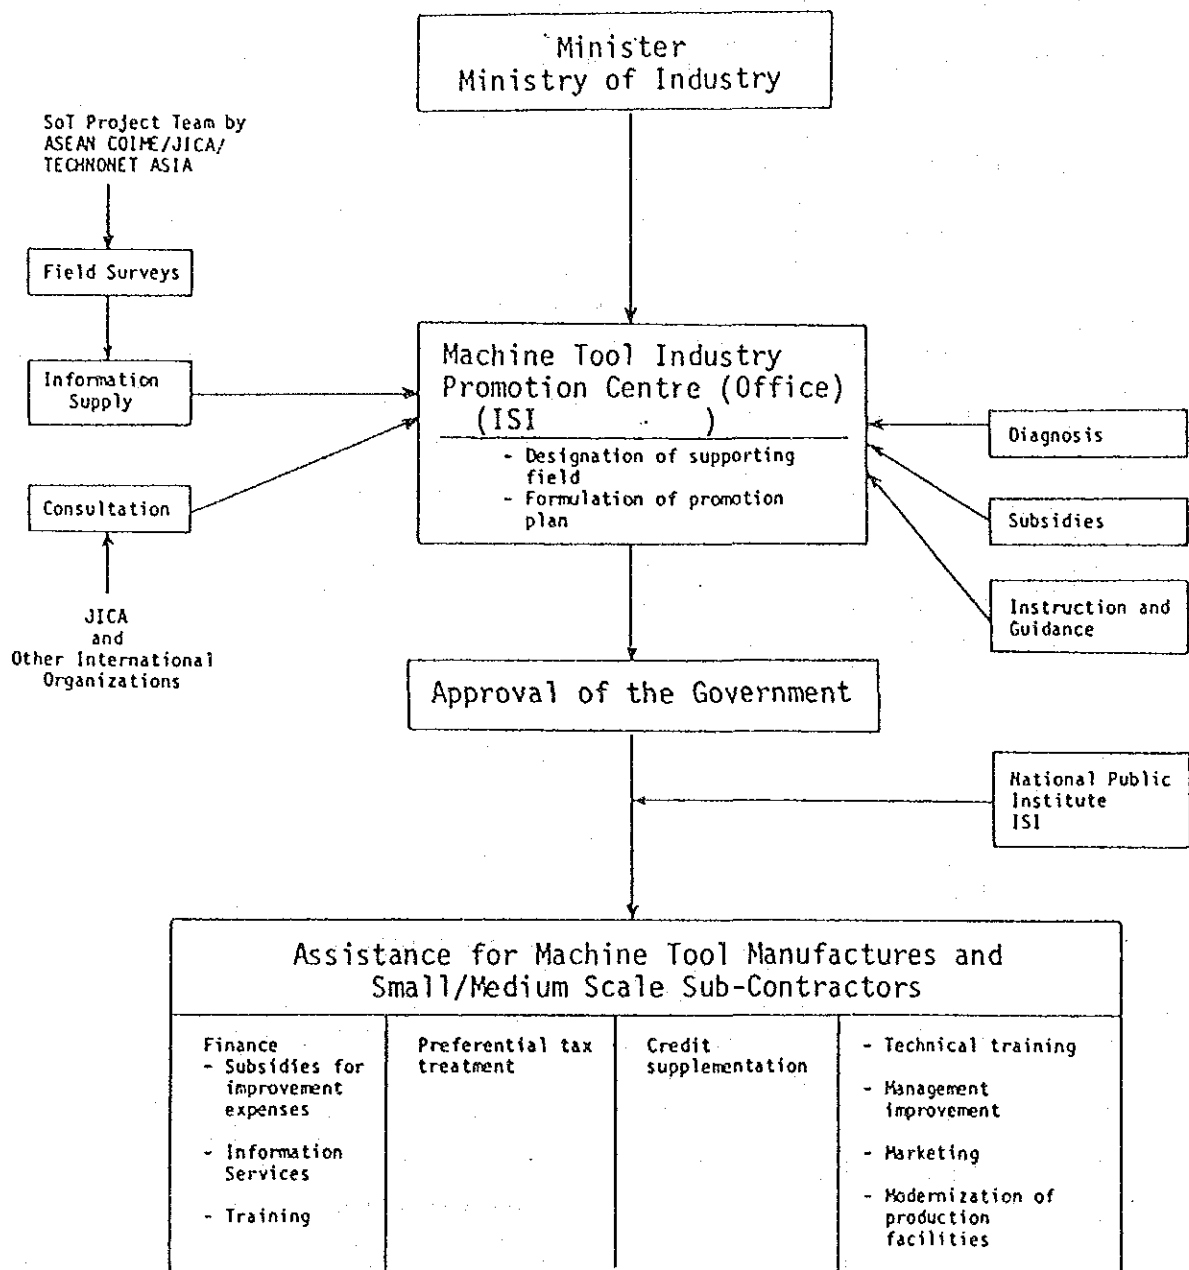 Minister
Ministry of Industry
SoT Project Team by
ASEAN COIME/JICA/
TECHNONET ASIA
Field Surveys
Information
Supply
Consultation
JICA
and
Other International
Organizations
Machine Tool Industry
Promotion Centre (Office)
(ISI )
- Designation of supporting
field
- Formulation of promotion
plan
Diagnosis
Subsidies
Instruction and
Guidance
Approval of the Government
National Public
Institute
ISI
Assistance for Machine Tool Manufactures and
Small/Medium Scale Sub-Contractors
Finance
- Subsidies for
improvement
expenses
- Information
Services
- Training
Preferential tax
treatment
Credit
supplementation
- Technical training
- Management
improvement
- Marketing
- Modernization of
production
facilities